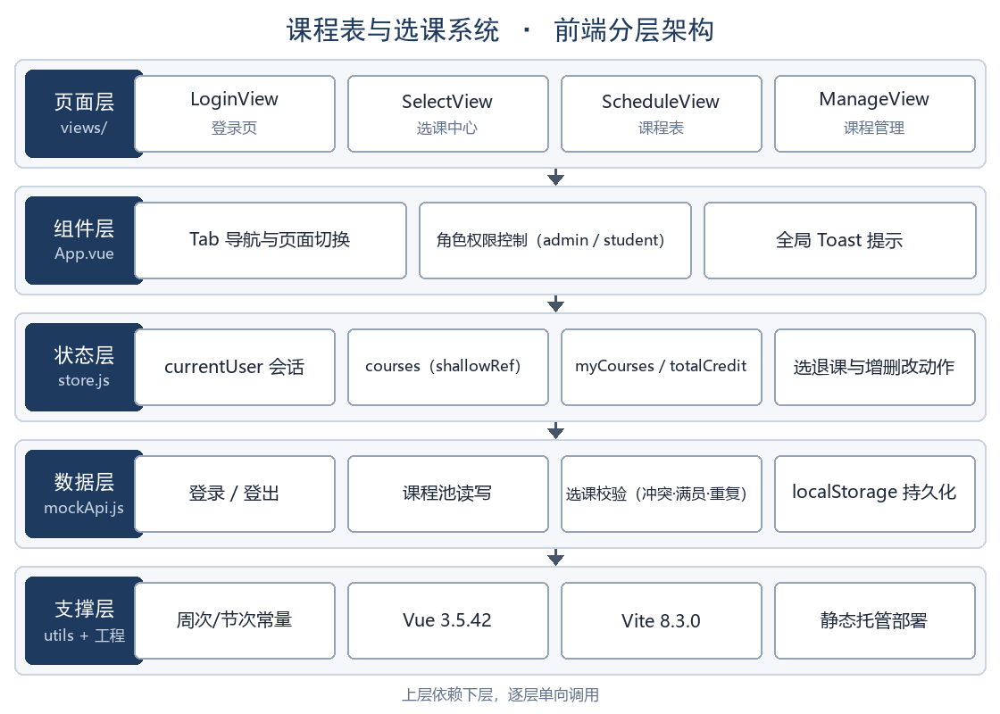 课程表与选课系统 · 前端分层架构
页面层
views/
LoginView
登录页
SelectView
选课中心
ScheduleView
课程表
ManageView
课程管理
组件层
App.vue
Tab 导航与页面切换
角色权限控制（admin / student）
全局 Toast 提示
状态层
store.js
currentUser 会话
courses（shallowRef）
myCourses / totalCredit
选退课与增删改动作
数据层
mockApi.js
登录 / 登出
课程池读写
选课校验（冲突·满员·重复）
localStorage 持久化
支撑层
utils + 工程
周次/节次常量
Vue 3.5.42
Vite 8.3.0
静态托管部署
上层依赖下层，逐层单向调用